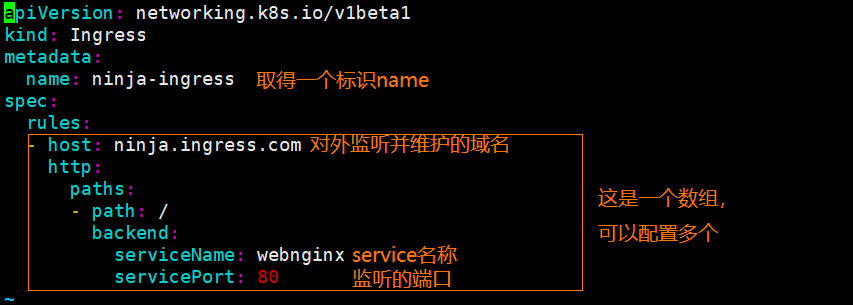 apiVersion: networking.k8s.io/v1beta1
kind: Ingress
metadata:
  name: ninja-ingress 取得一个标识name
spec:
  rules:
  - host: ninja.ingress.com 对外监听并维护的域名
    http:
      paths:
      - path: /
        backend:
          serviceName: webnginx service名称
          servicePort: 80 监听的端口
这是一个数组，
可以配置多个
~